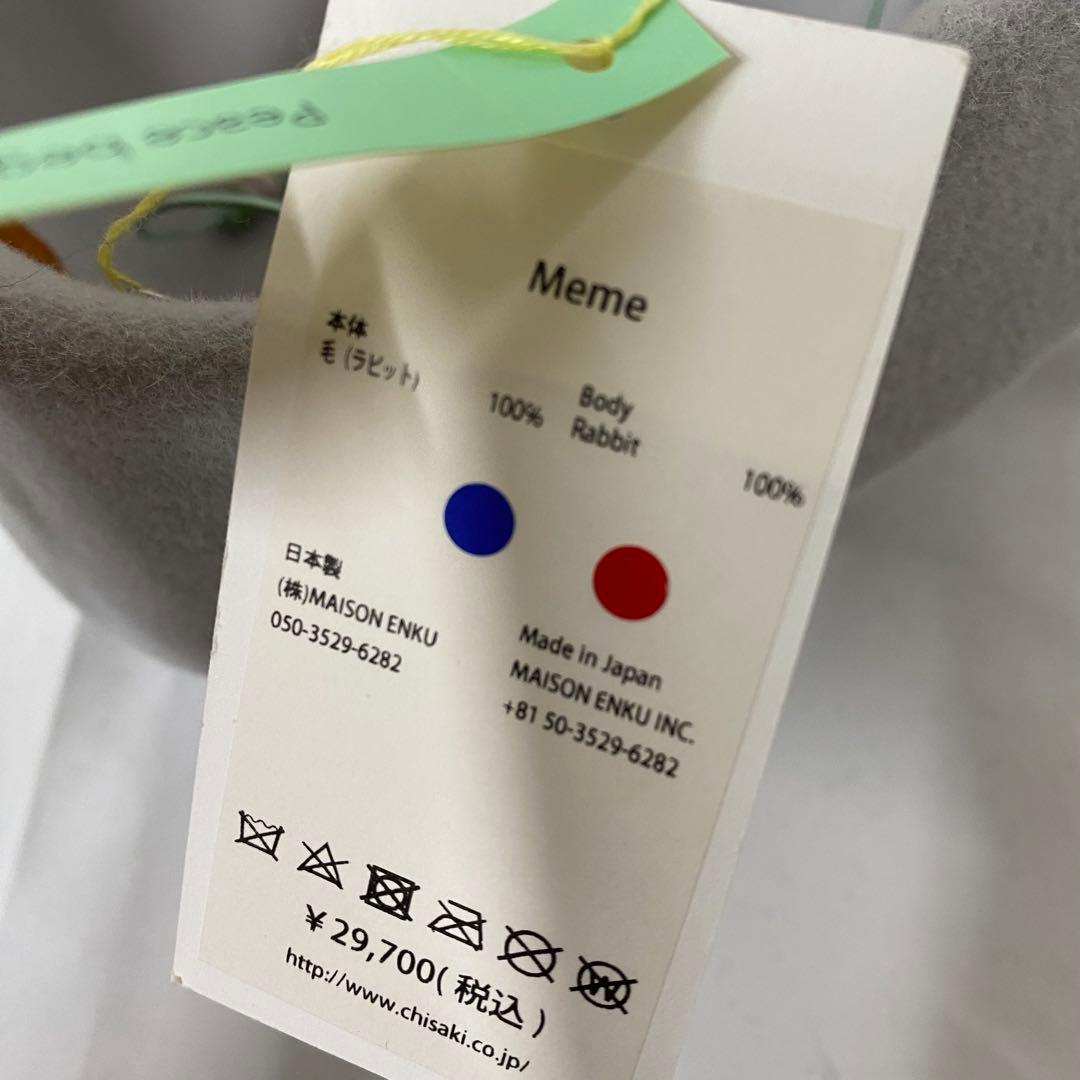 Peace
Meme
本体
毛 (ラビット)
100%
Body
Rabbit
100%
日本製
(株)MAISON ENKU
050-3529-6282
Made in Japan
MAISON ENKU INC.
+81 50-3529-6282
¥ 29,700( 税込 )
http://www.chisaki.co.jp/